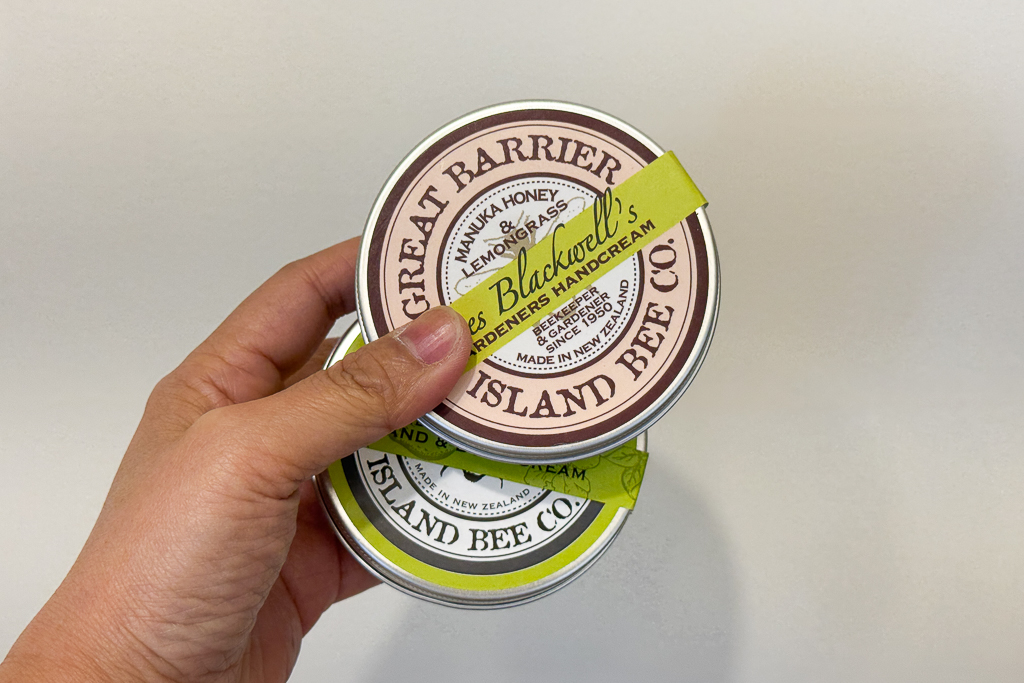 GREAT BARRIER
MANUKA HONEY
&
LEMONGRASS
Blackwell's
HANDCREAM
BEEKEEPER
& GARDENER
SINCE 1950
MADE IN NEW ZEALAND
ISLAND BEE CO.
&
MADE IN NEW ZEALAND
ISLAND BEE CO.